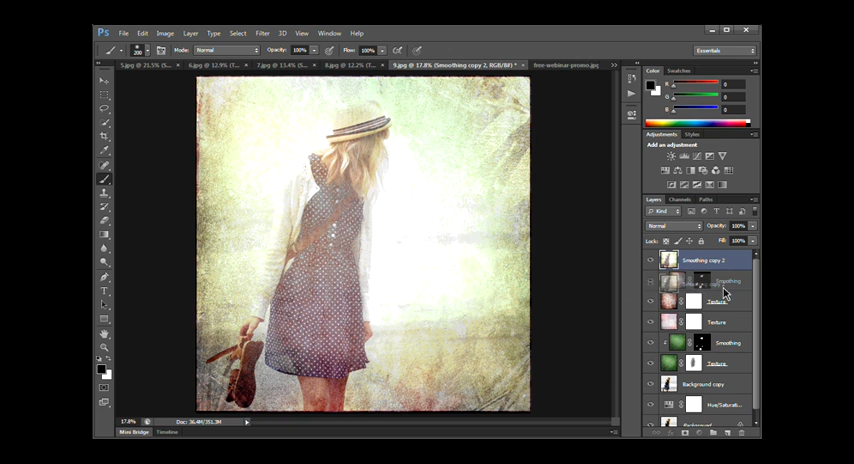 Ps File Edit Image Layer Type Select Filter 3D View Window Help
200 Mode: Normal Opacity: 100% Flow: 100% Essentials
5.jpg @ 21.5% (S... × 6.jpg @ 12.9% (T... × 7.jpg @ 13.4% (S... × 8.jpg @ 12.2% (T... × 9.jpg @ 17.8% (Smoothing copy 2, RGB/8#) * × free-webinar-promo.jpg
Color Swatches
R 0
G 0
B 0
Adjustments Styles
Add an adjustment
Layers Channels Paths
Kind
Normal Opacity: 100%
Lock: Fill: 100%
Smoothing copy 2
Smoothing
Texture
Texture
Smoothing
Texture
Background copy
Hue/Saturati...
Background
17.8% Doc: 36.4M/351.3M
Mini Bridge Timeline